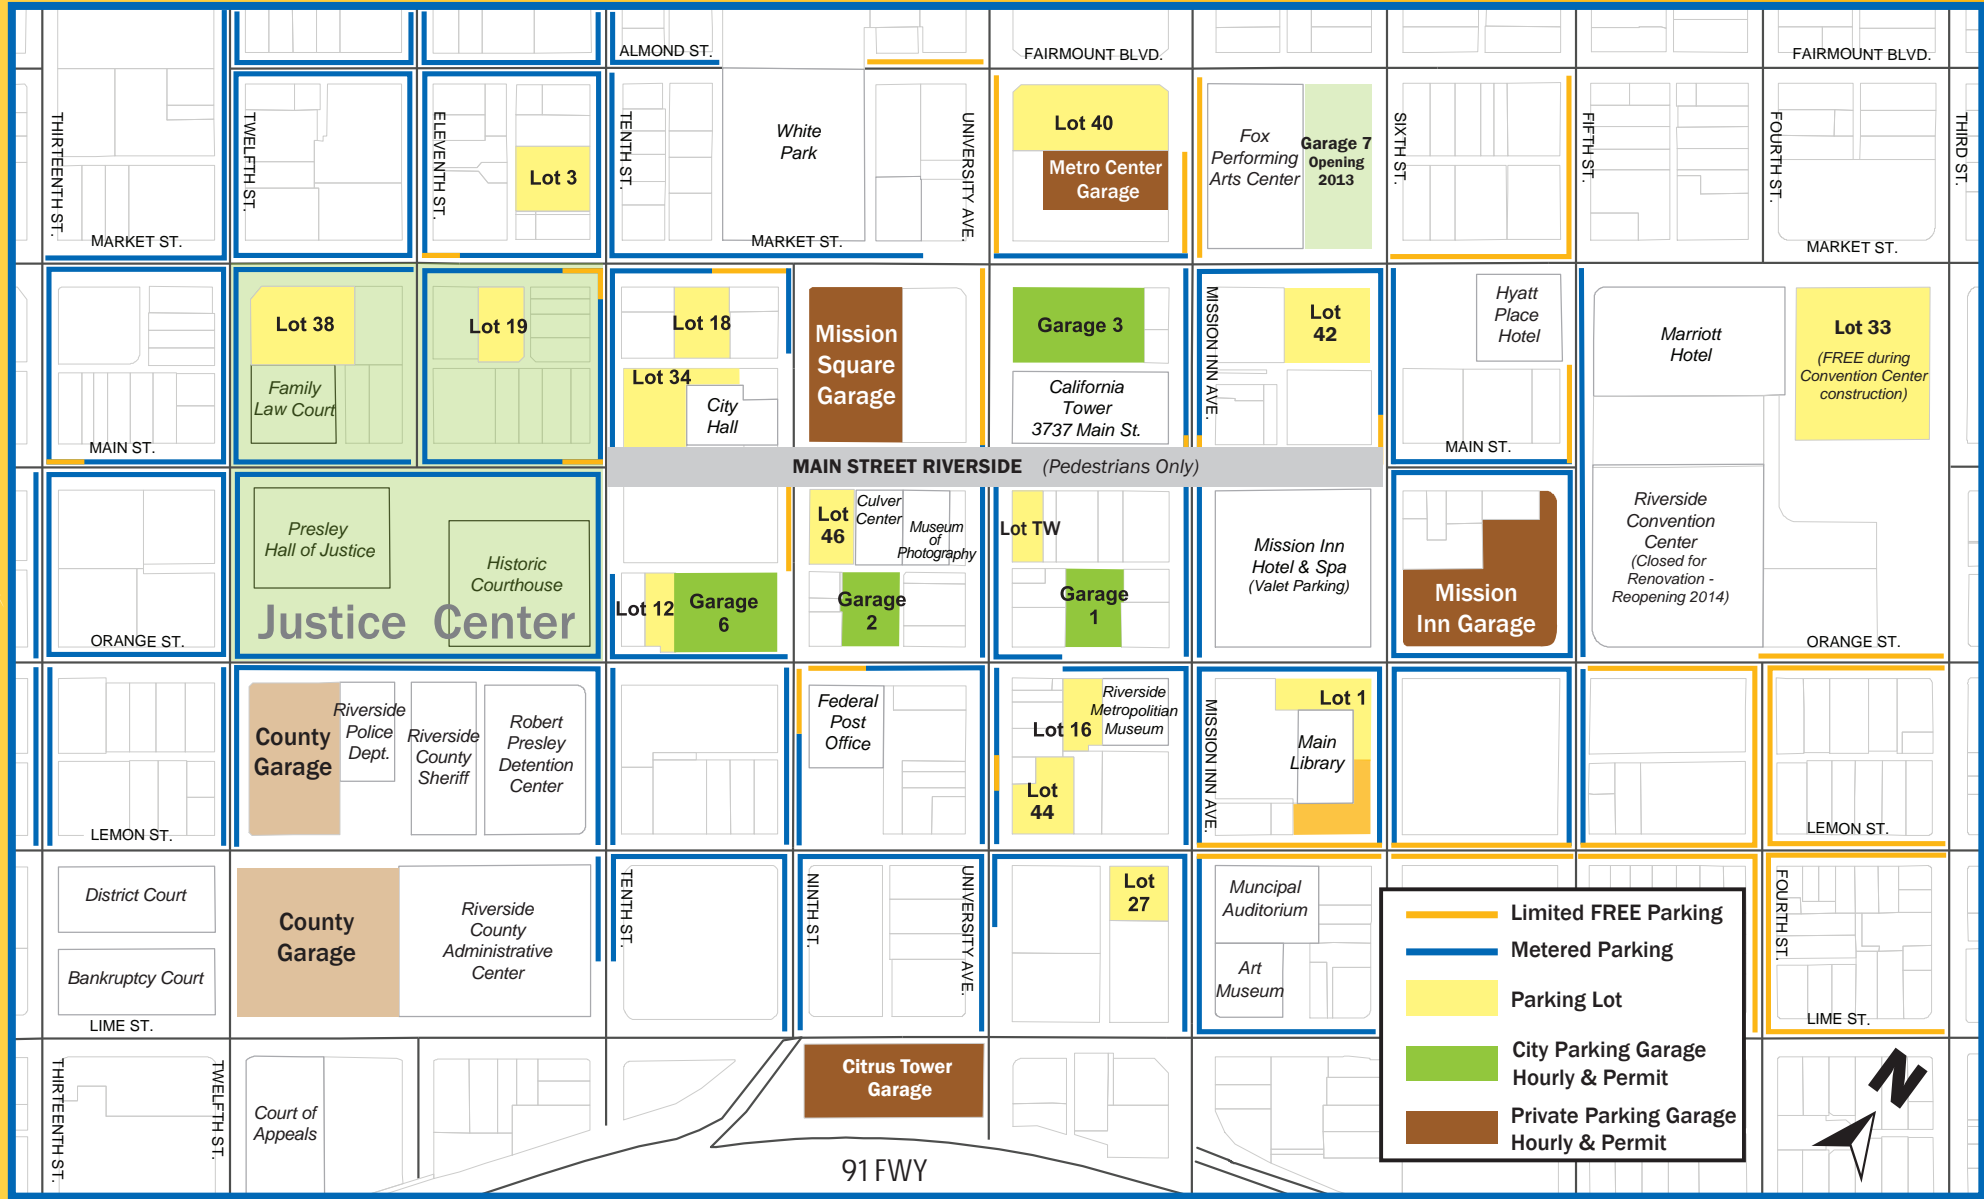 ALMOND ST.
FAIRMOUNT BLVD.
FAIRMOUNT BLVD.
THIRTEENTH ST.
TWELFTH ST.
ELEVENTH ST.
TENTH ST.
UNIVERSITY AVE.
SIXTH ST.
FIFTH ST.
FOURTH ST.
THIRD ST.
Lot 3
White
Park
Lot 40
Metro Center
Garage
Fox
Performing
Arts Center
Garage 7
Opening
2013
MARKET ST.
MARKET ST.
MARKET ST.
Lot 38
Family
Law Court
Lot 19
Lot 18
Lot 34
City
Hall
Mission
Square
Garage
Garage 3
California
Tower
3737 Main St.
MISSION INN AVE.
Lot
42
Hyatt
Place
Hotel
Marriott
Hotel
Lot 33
(FREE during
Convention Center
construction)
MAIN ST.
MAIN ST.
MAIN STREET RIVERSIDE (Pedestrians Only)
Presley
Hall of Justice
Historic
Courthouse
Justice Center
Lot 12
Garage
6
Lot
46
Culver
Center
Museum
of
Photography
Garage
2
Lot TW
Garage
1
Mission Inn
Hotel & Spa
(Valet Parking)
Mission
Inn Garage
Riverside
Convention
Center
(Closed for
Renovation -
Reopening 2014)
ORANGE ST.
ORANGE ST.
County
Garage
Riverside
Police
Dept.
Riverside
County
Sheriff
Robert
Presley
Detention
Center
Federal
Post
Office
Lot 16
Riverside
Metropolitian
Museum
Lot
44
MISSION INN AVE.
Lot 1
Main
Library
LEMON ST.
LEMON ST.
District Court
Bankruptcy Court
County
Garage
Riverside
County
Administrative
Center
TENTH ST.
NINTH ST.
UNIVERSITY AVE.
Lot
27
Muncipal
Auditorium
Art
Museum
FOURTH ST.
LIME ST.
LIME ST.
Limited FREE Parking
Metered Parking
Parking Lot
City Parking Garage
Hourly & Permit
Private Parking Garage
Hourly & Permit
THIRTEENTH ST.
TWELFTH ST.
Court of
Appeals
Citrus Tower
Garage
91 FWY
N